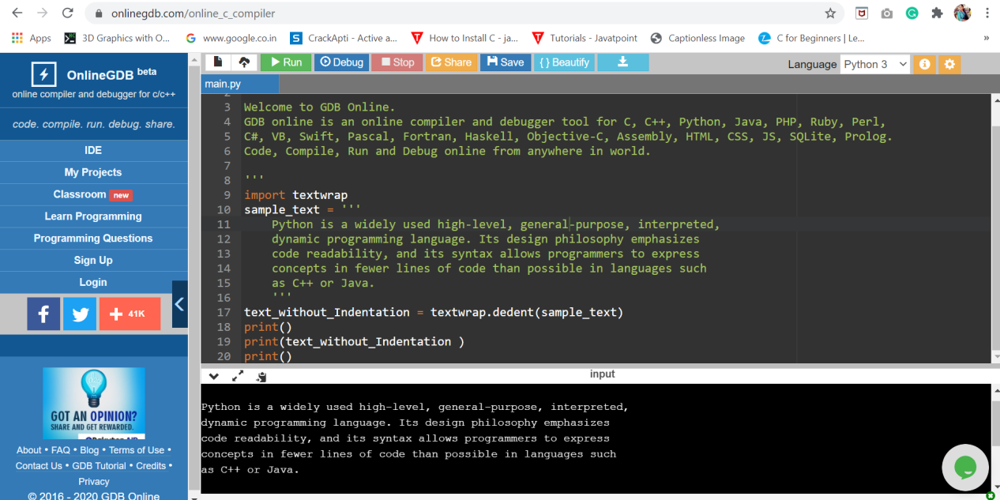 onlinegdb.com/online_c_compiler
Apps 3D Graphics with O... www.google.co.in CrackApti - Active a... How to Install C - ja... Tutorials - Javatpoint Captionless Image C for Beginners | Le... »
OnlineGDB beta
online compiler and debugger for c/c++
code. compile. run. debug. share.
IDE
My Projects
Classroom new
Learn Programming
Programming Questions
Sign Up
Login
41K
GOT AN OPINION?
SHARE AND GET REWARDED.
About • FAQ • Blog • Terms of Use •
Contact Us • GDB Tutorial • Credits •
Privacy
© 2016 - 2020 GDB Online
Run Debug Stop Share Save { } Beautify Language Python 3
main.py
2
3 Welcome to GDB Online.
4 GDB online is an online compiler and debugger tool for C, C++, Python, Java, PHP, Ruby, Perl,
5 C#, VB, Swift, Pascal, Fortran, Haskell, Objective-C, Assembly, HTML, CSS, JS, SQLite, Prolog.
6 Code, Compile, Run and Debug online from anywhere in world.
7
8 '''
9 import textwrap
10 sample_text = '''
11     Python is a widely used high-level, general-purpose, interpreted,
12     dynamic programming language. Its design philosophy emphasizes
13     code readability, and its syntax allows programmers to express
14     concepts in fewer lines of code than possible in languages such
15     as C++ or Java.
16     '''
17 text_without_Indentation = textwrap.dedent(sample_text)
18 print()
19 print(text_without_Indentation )
20 print()
input
Python is a widely used high-level, general-purpose, interpreted,
dynamic programming language. Its design philosophy emphasizes
code readability, and its syntax allows programmers to express
concepts in fewer lines of code than possible in languages such
as C++ or Java.